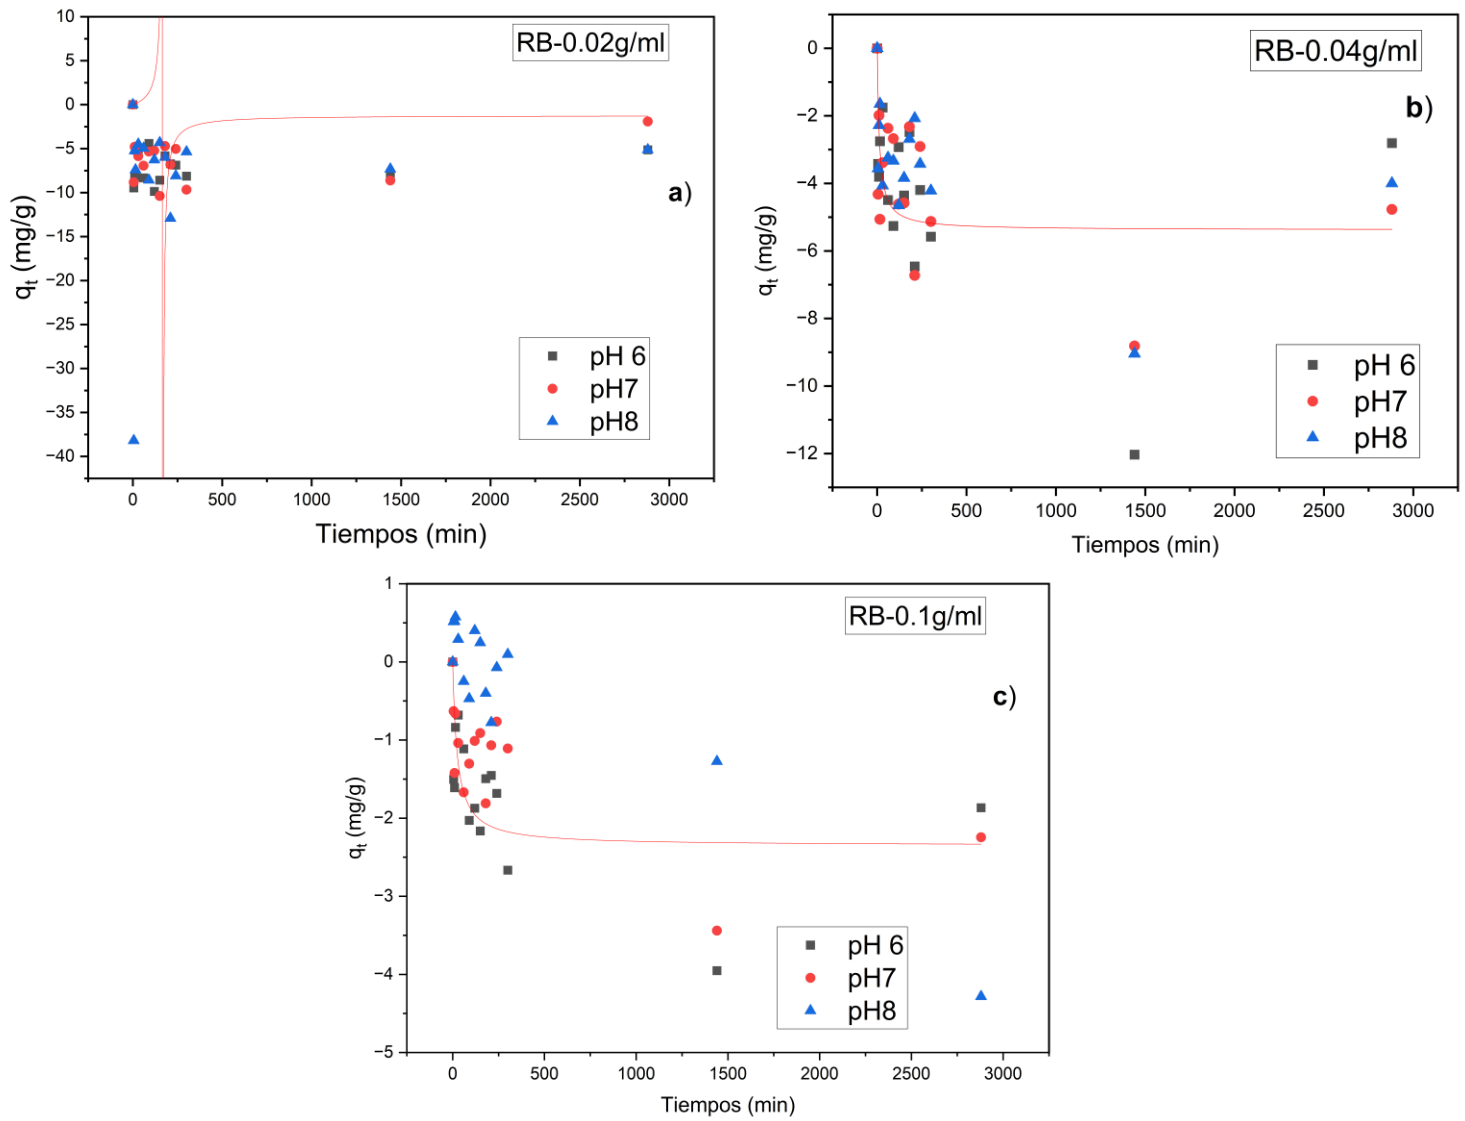 RB-0.02g/ml
a)
10
5
0
−5
−10
−15
−20
−25
−30
−35
−40
qt (mg/g)
pH 6
pH7
pH8
0 500 1000 1500 2000 2500 3000
Tiempos (min)
RB-0.04g/ml
b)
0
−2
−4
−6
−8
−10
−12
qt (mg/g)
pH 6
pH7
pH8
0 500 1000 1500 2000 2500 3000
Tiempos (min)
RB-0.1g/ml
c)
1
0
−1
−2
−3
−4
−5
qt (mg/g)
pH 6
pH7
pH8
0 500 1000 1500 2000 2500 3000
Tiempos (min)